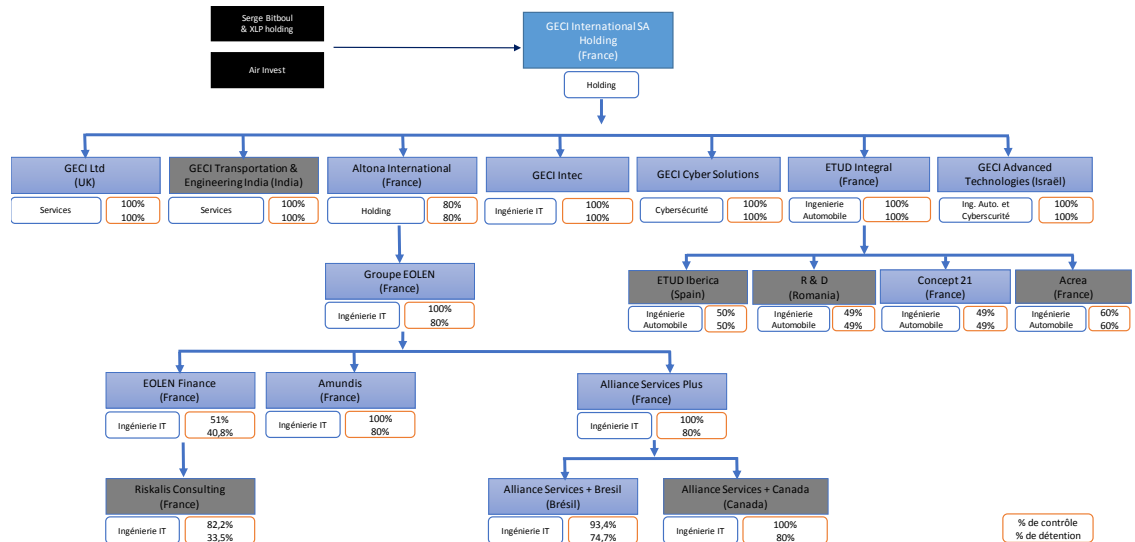 Serge Bitboul
& XLP holding
Air Invest
GECI International SA
Holding
(France)
Holding
GECI Ltd
(UK)
Services
100%
100%
GECI Transportation &
Engineering India (India)
Services
100%
100%
Altona International
(France)
Holding
80%
80%
GECI Intec
Ingénierie IT
100%
100%
GECI Cyber Solutions
Cybersécurité
100%
100%
ETUD Integral
(France)
Ingenierie
Automobile
100%
100%
GECI Advanced
Technologies (Israël)
Ing. Auto. et
Cyberscurité
100%
100%
Groupe EOLEN
(France)
Ingénierie IT
100%
80%
ETUD Iberica
(Spain)
Ingénierie
Automobile
50%
50%
R & D
(Romania)
Ingénierie
Automobile
49%
49%
Concept 21
(France)
Ingénierie
Automobile
49%
49%
Acrea
(France)
Ingénierie
Automobile
60%
60%
EOLEN Finance
(France)
Ingénierie IT
51%
40,8%
Amundis
(France)
Ingénierie IT
100%
80%
Alliance Services Plus
(France)
Ingénierie IT
100%
80%
Riskalis Consulting
(France)
Ingénierie IT
82,2%
33,5%
Alliance Services + Bresil
(Brésil)
Ingénierie IT
93,4%
74,7%
Alliance Services + Canada
(Canada)
Ingénierie IT
100%
80%
% de contrôle
% de détention